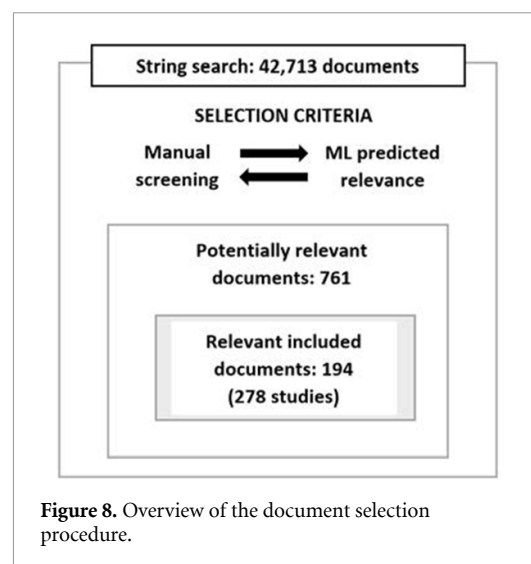 String search: 42,713 documents
SELECTION CRITERIA
Manual screening
ML predicted relevance
Potentially relevant
documents: 761
Relevant included
documents: 194
(278 studies)
Figure 8. Overview of the document selection
procedure.